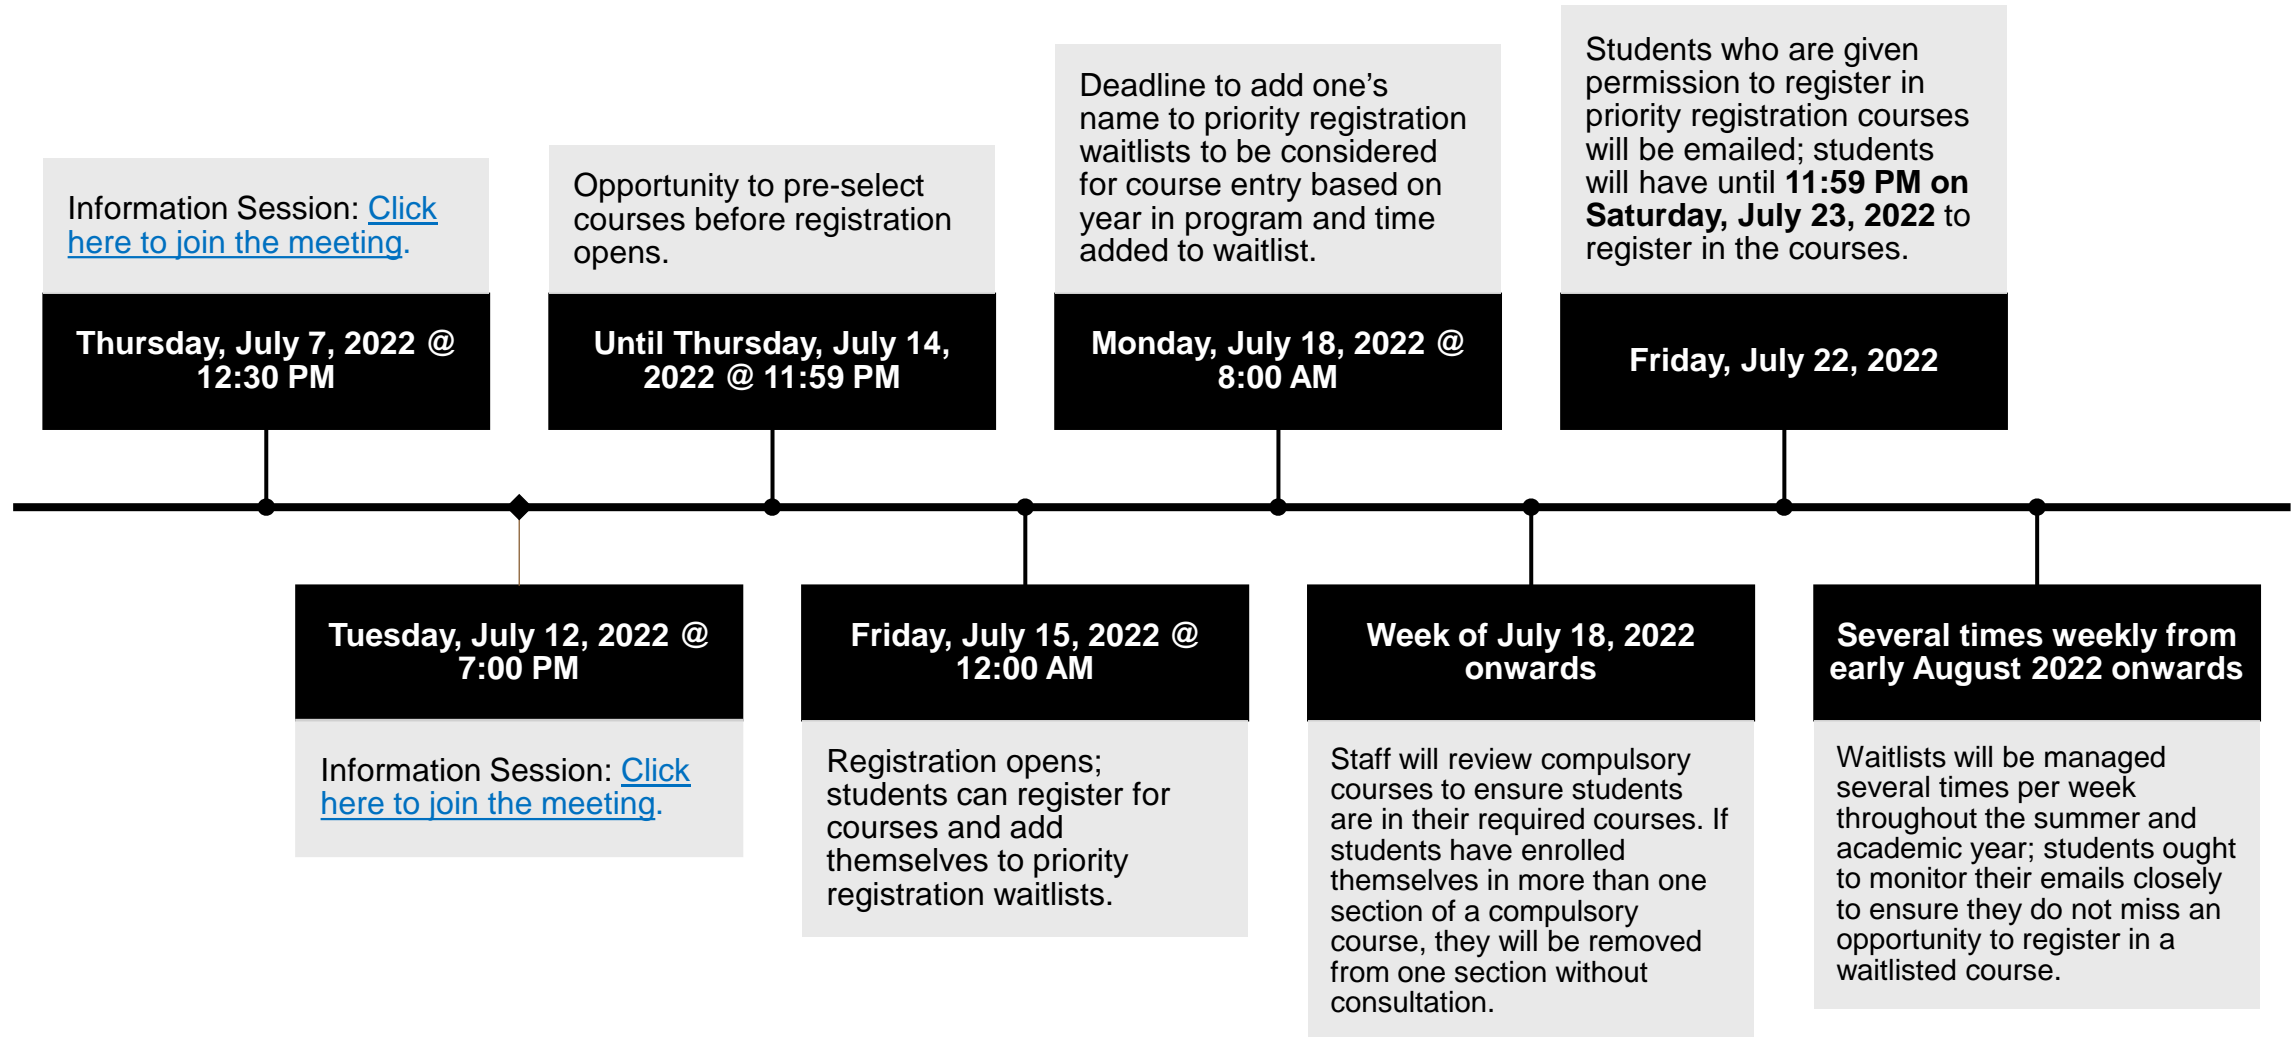 Information Session: Click
here to join the meeting.
Thursday, July 7, 2022 @
12:30 PM
Tuesday, July 12, 2022 @
7:00 PM
Information Session: Click
here to join the meeting.
Opportunity to pre-select
courses before registration
opens.
Until Thursday, July 14,
2022 @ 11:59 PM
Friday, July 15, 2022 @
12:00 AM
Registration opens;
students can register for
courses and add
themselves to priority
registration waitlists.
Deadline to add one’s
name to priority registration
waitlists to be considered
for course entry based on
year in program and time
added to waitlist.
Monday, July 18, 2022 @
8:00 AM
Week of July 18, 2022
onwards
Staff will review compulsory
courses to ensure students
are in their required courses. If
students have enrolled
themselves in more than one
section of a compulsory
course, they will be removed
from one section without
consultation.
Students who are given
permission to register in
priority registration courses
will be emailed; students
will have until 11:59 PM on
Saturday, July 23, 2022 to
register in the courses.
Friday, July 22, 2022
Several times weekly from
early August 2022 onwards
Waitlists will be managed
several times per week
throughout the summer and
academic year; students ought
to monitor their emails closely
to ensure they do not miss an
opportunity to register in a
waitlisted course.